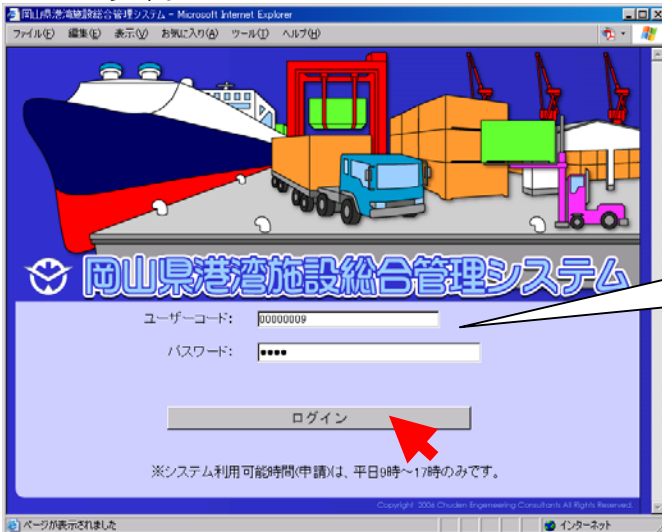 岡山県港湾施設総合管理システム - Microsoft Internet Explorer
ファイル(F) 編集(E) 表示(V) お気に入り(A) ツール(T) ヘルプ(H)
岡山県港湾施設総合管理システム
ユーザーコード: 00000009
パスワード: ●●●●
ログイン
※システム利用可能時間(申請)は、平日9時～17時のみです。
Copyright 2006 Chuden Engeneering Consultants All Rights Reserved.
ページが表示されました インターネット